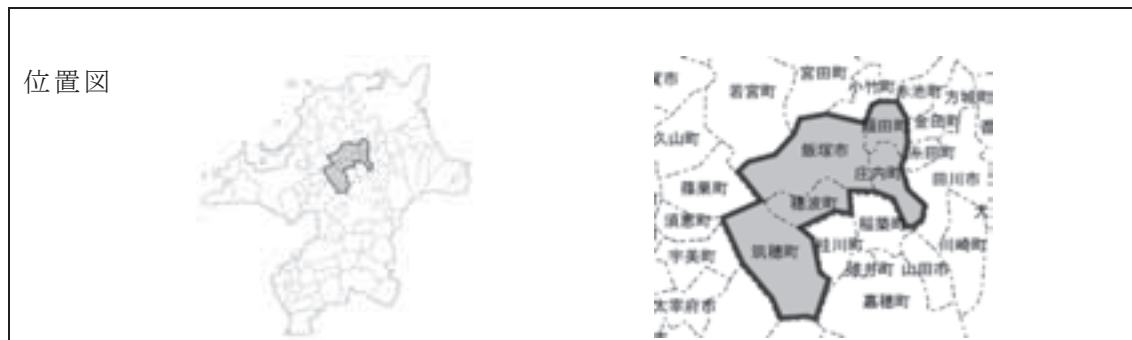 位置図
宮田町
若宮町
小竹町
糸池町
方城町
久山町
頴田町
金田町
飯塚市
糸田町
庄内町
田川市
篠栗町
穂波町
須恵町
稲築町
筑穂町
桂川町
川崎町
宇美町
碓井町
山田市
嘉穂町
太宰府市